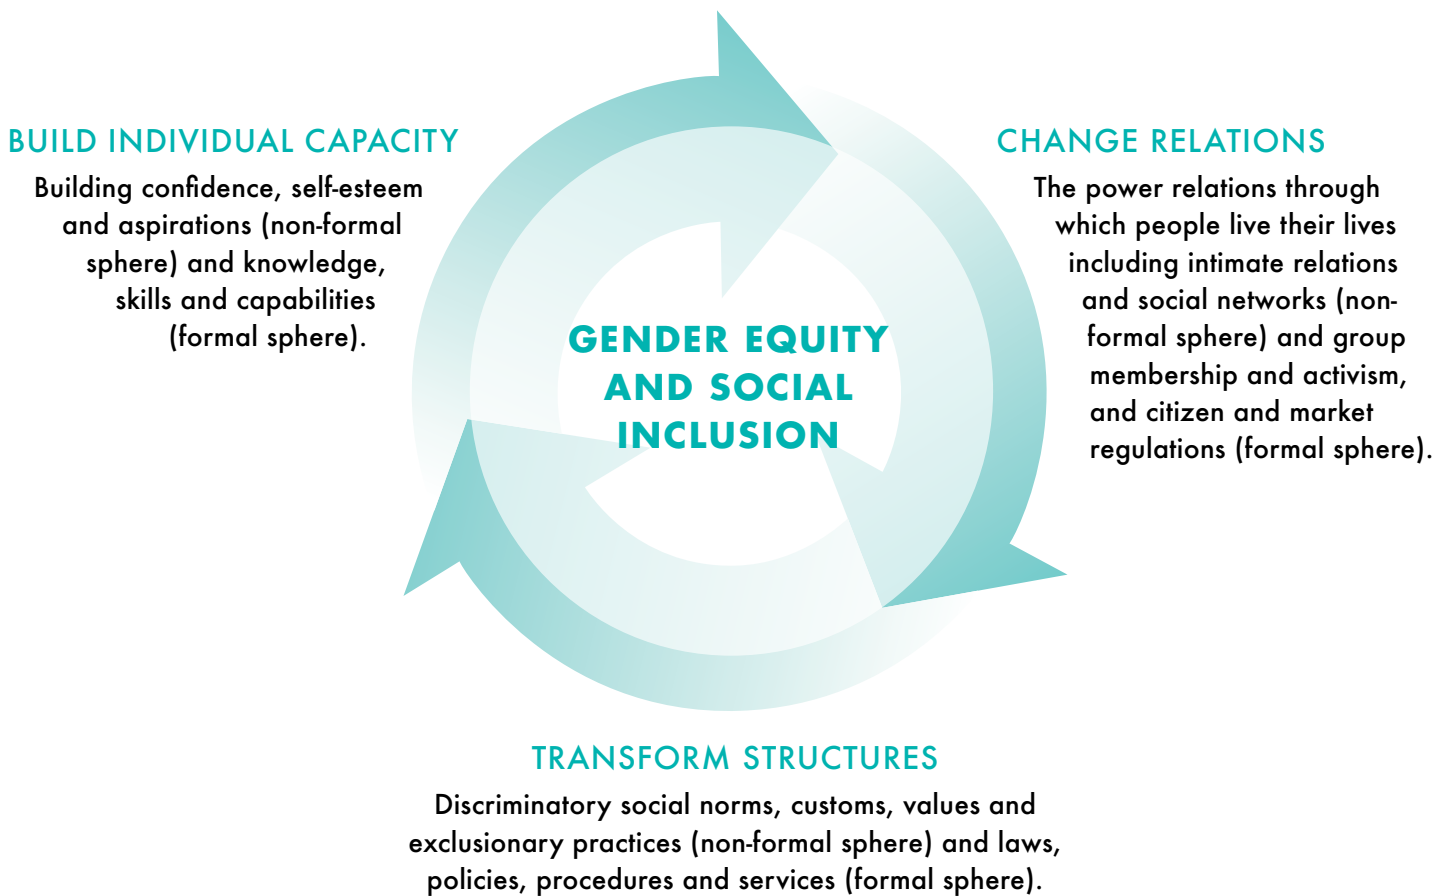 BUILD INDIVIDUAL CAPACITY
Building confidence, self-esteem
and aspirations (non-formal
sphere) and knowledge,
skills and capabilities
(formal sphere).
CHANGE RELATIONS
The power relations through
which people live their lives
including intimate relations
and social networks (non-
formal sphere) and group
membership and activism,
and citizen and market
regulations (formal sphere).
GENDER EQUITY
AND SOCIAL
INCLUSION
TRANSFORM STRUCTURES
Discriminatory social norms, customs, values and
exclusionary practices (non-formal sphere) and laws,
policies, procedures and services (formal sphere).